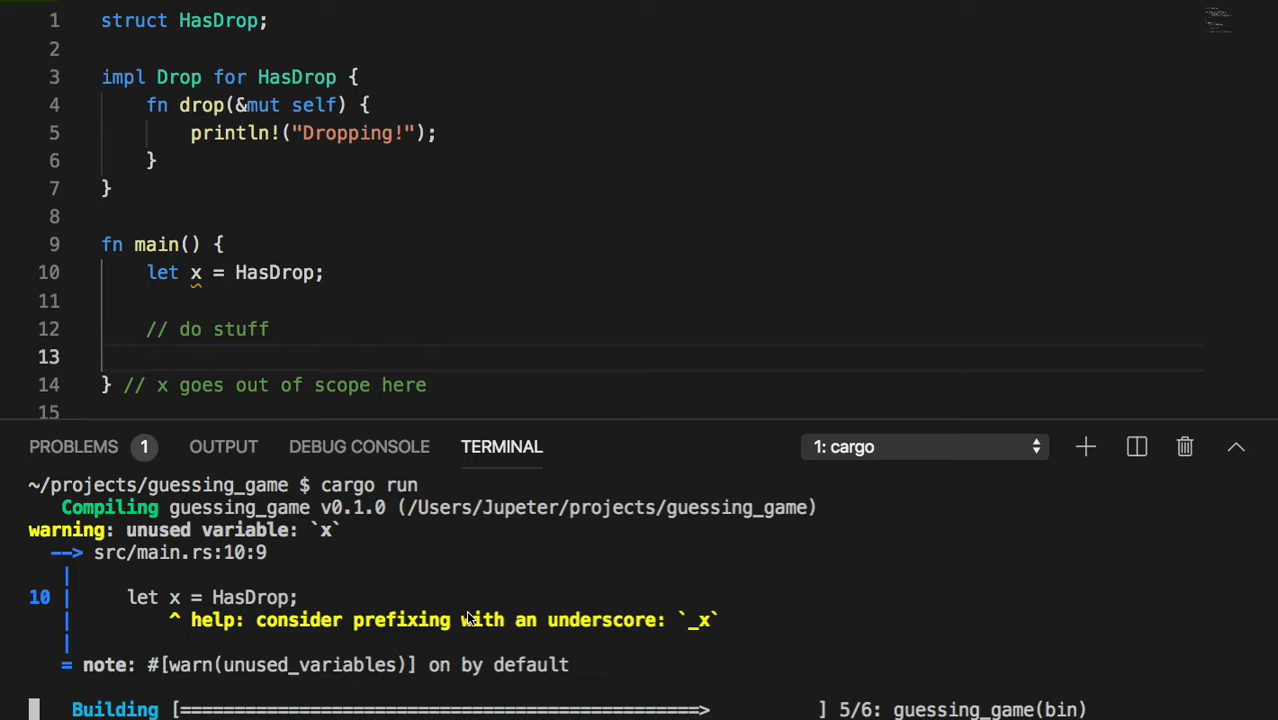 1 struct HasDrop;
2
3 impl Drop for HasDrop {
4 fn drop(&mut self) {
5 println!("Dropping!");
6 }
7 }
8
9 fn main() {
10 let x = HasDrop;
11
12 // do stuff
13
14 } // x goes out of scope here
15
PROBLEMS 1 OUTPUT DEBUG CONSOLE TERMINAL 1: cargo
~/projects/guessing_game $ cargo run
Compiling guessing_game v0.1.0 (/Users/Jupeter/projects/guessing_game)
warning: unused variable: `x`
--> src/main.rs:10:9
|
10 | let x = HasDrop;
| ^ help: consider prefixing with an underscore: `_x`
|
= note: #[warn(unused_variables)] on by default
Building [================================================> ] 5/6: guessing_game(bin)